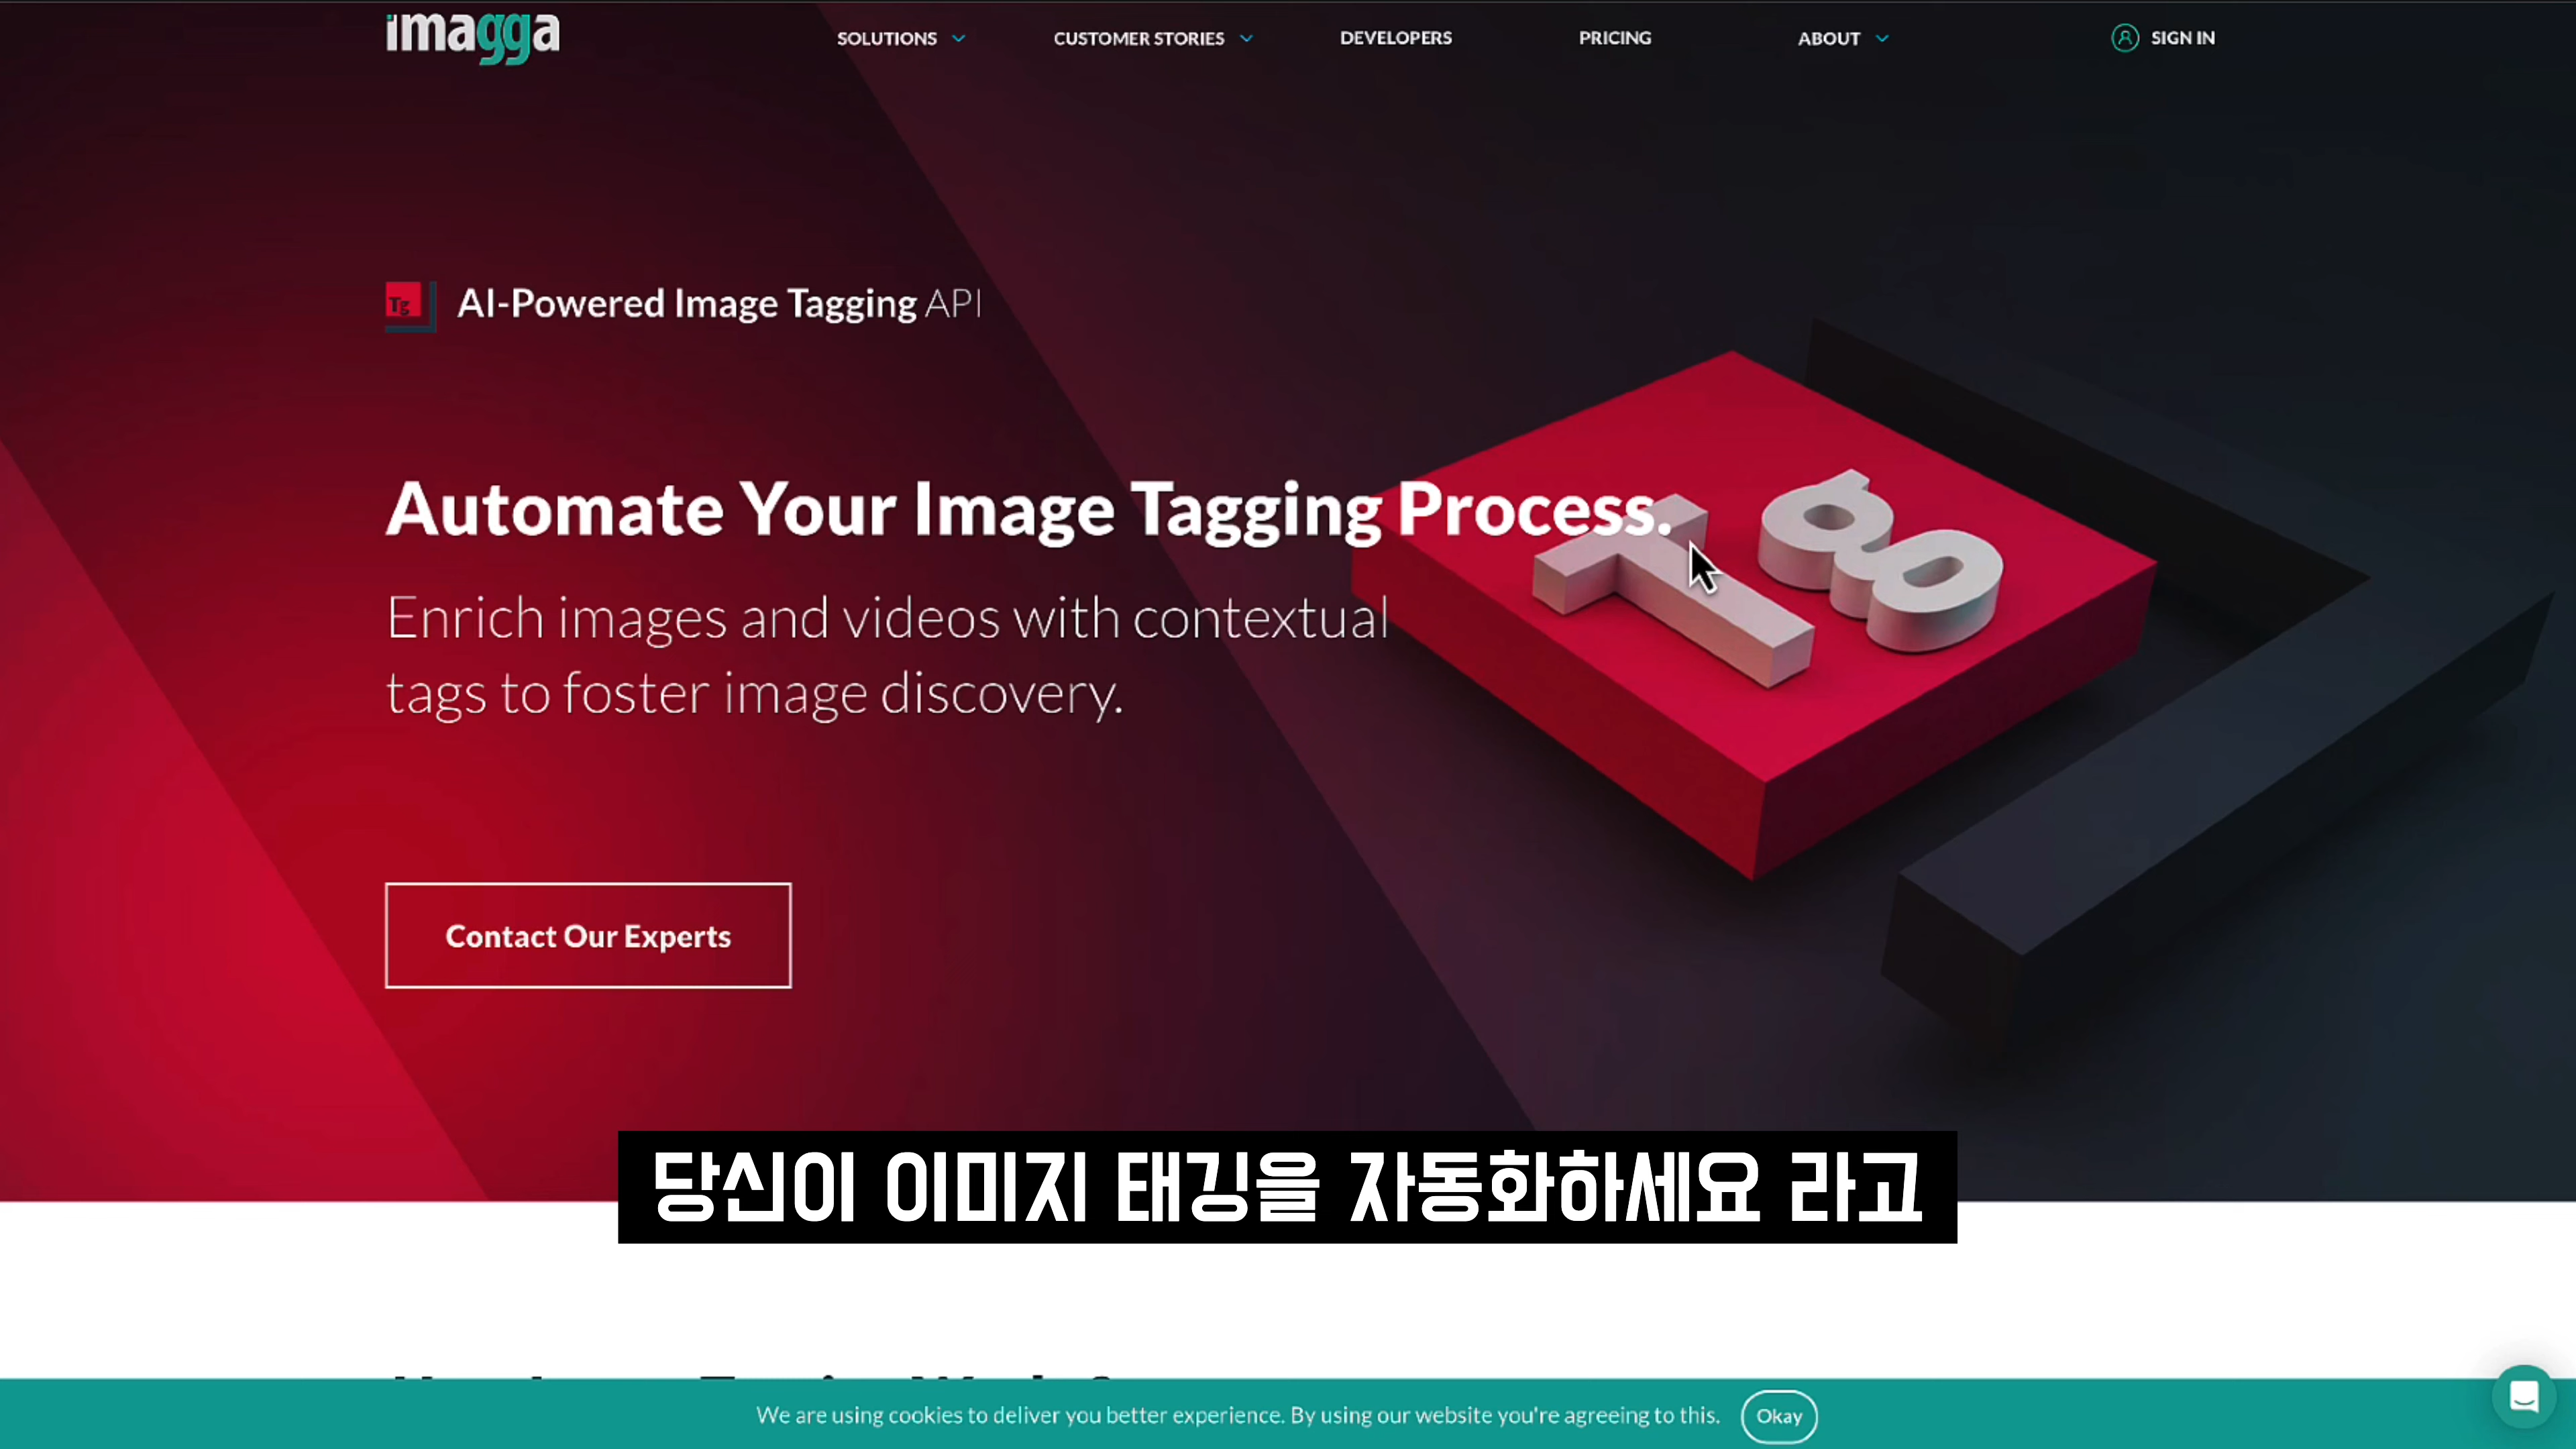 imagga
SOLUTIONS
CUSTOMER STORIES
DEVELOPERS
PRICING
ABOUT
SIGN IN
Tg
AI-Powered Image Tagging API
Automate Your Image Tagging Process.
Enrich images and videos with contextual
tags to foster image discovery.
Tg
Contact Our Experts
당신이 이미지 태깅을 자동화하세요 라고
We are using cookies to deliver you better experience. By using our website you're agreeing to this.
Okay